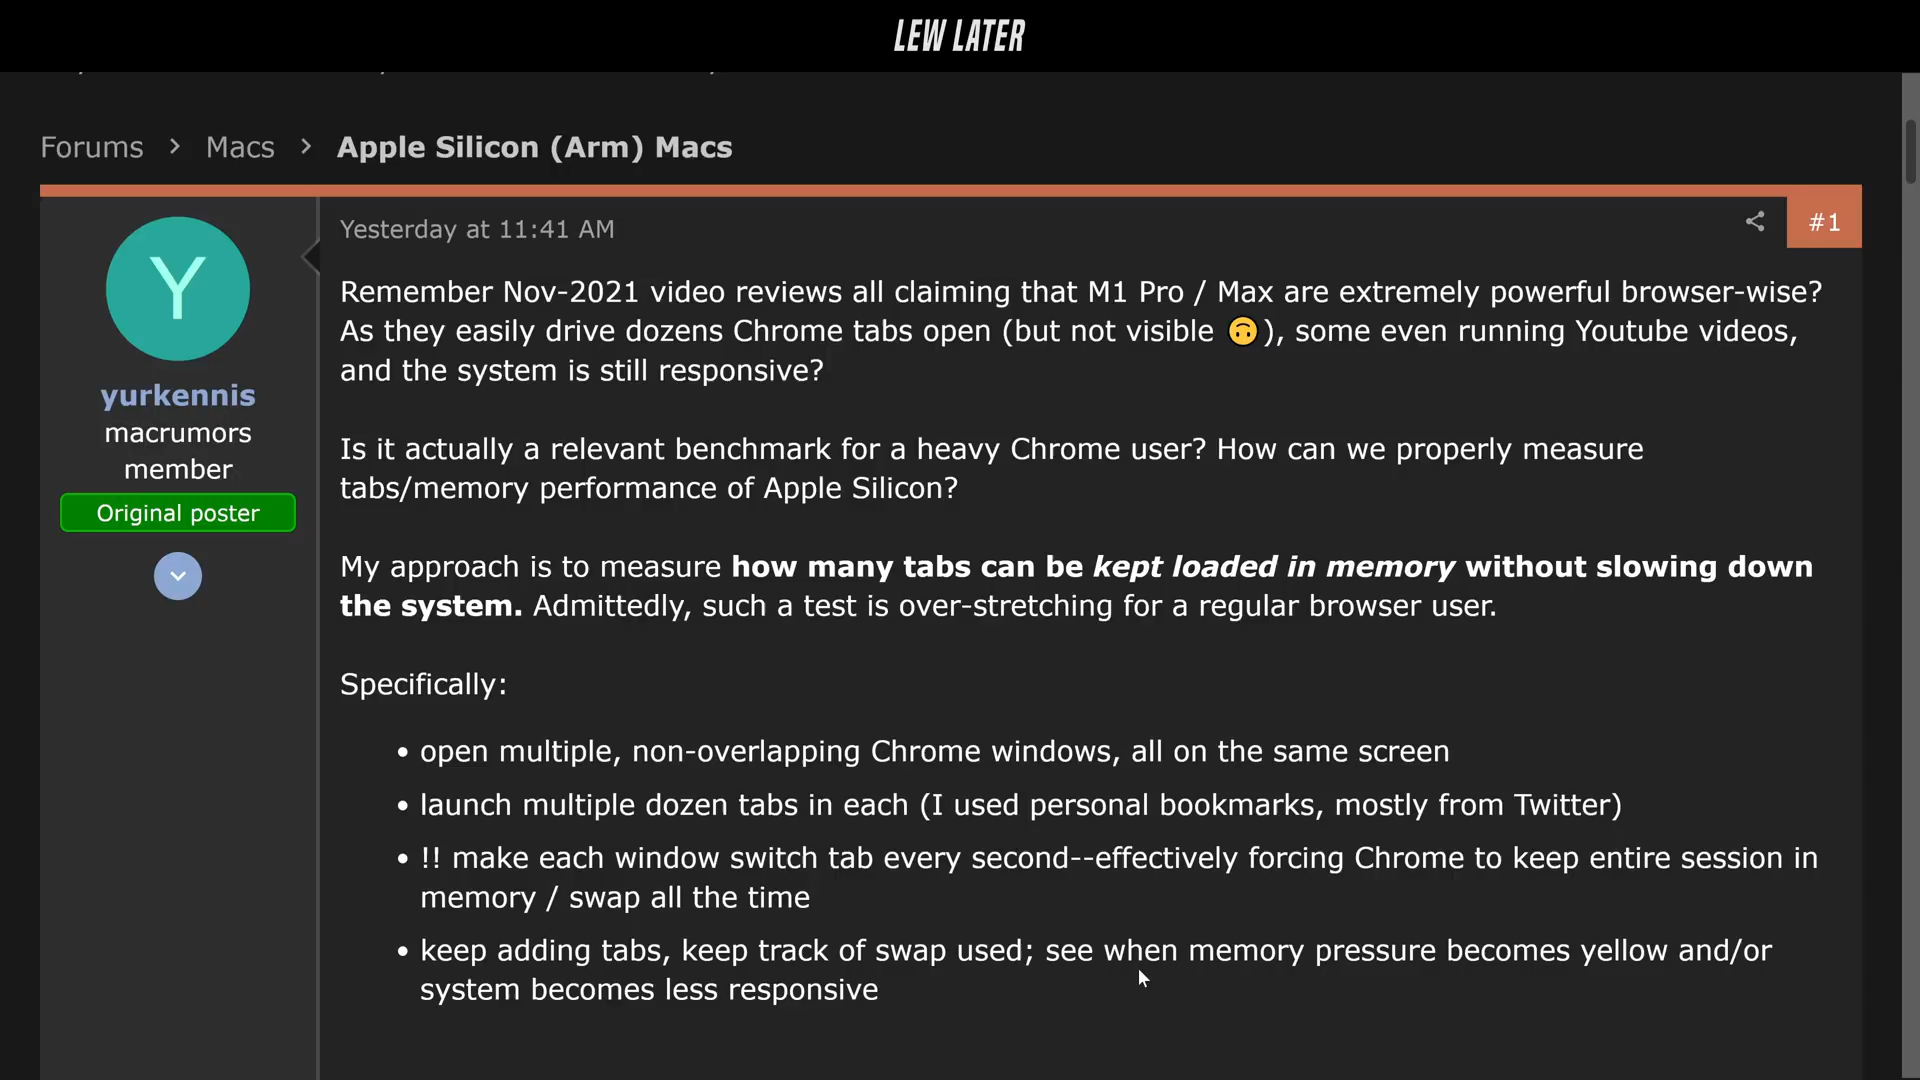 LEW LATER
Forums > Macs > Apple Silicon (Arm) Macs
Y
yurkennis
macrumors
member
Original poster
Yesterday at 11:41 AM
#1
Remember Nov-2021 video reviews all claiming that M1 Pro / Max are extremely powerful browser-wise?
As they easily drive dozens Chrome tabs open (but not visible 🙃), some even running Youtube videos,
and the system is still responsive?
Is it actually a relevant benchmark for a heavy Chrome user? How can we properly measure
tabs/memory performance of Apple Silicon?
My approach is to measure how many tabs can be kept loaded in memory without slowing down
the system. Admittedly, such a test is over-stretching for a regular browser user.
Specifically:
• open multiple, non-overlapping Chrome windows, all on the same screen
• launch multiple dozen tabs in each (I used personal bookmarks, mostly from Twitter)
• !! make each window switch tab every second--effectively forcing Chrome to keep entire session in
memory / swap all the time
• keep adding tabs, keep track of swap used; see when memory pressure becomes yellow and/or
system becomes less responsive